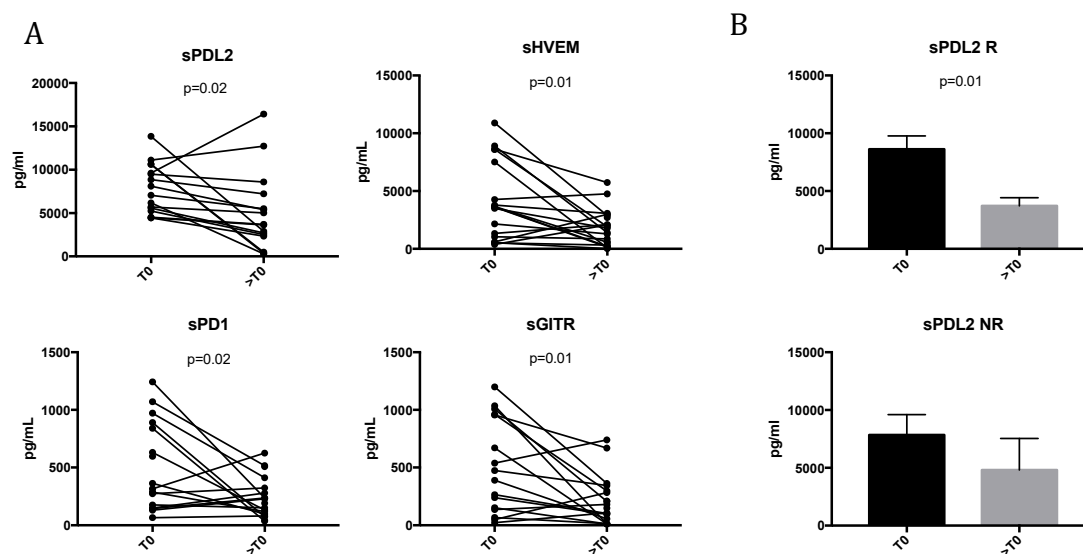 A
sPDL2
p=0.02
pg/ml
20000
15000
10000
5000
0
T0
>T0
sHVEM
p=0.01
pg/mL
15000
10000
5000
0
T0
>T0
B
sPDL2 R
p=0.01
pg/ml
15000
10000
5000
0
T0
>T0
sPD1
p=0.02
pg/mL
1500
1000
500
0
T0
>T0
sGITR
p=0.01
pg/mL
1500
1000
500
0
T0
>T0
sPDL2 NR
pg/ml
15000
10000
5000
0
T0
>T0